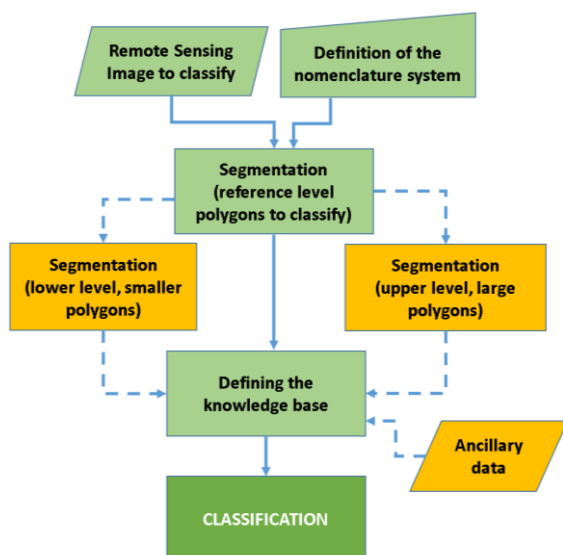 Remote Sensing
Image to classify
Definition of the
nomenclature system
Segmentation
(reference level
polygons to classify)
Segmentation
(lower level, smaller
polygons)
Segmentation
(upper level, large
polygons)
Defining the
knowledge base
Ancillary
data
CLASSIFICATION